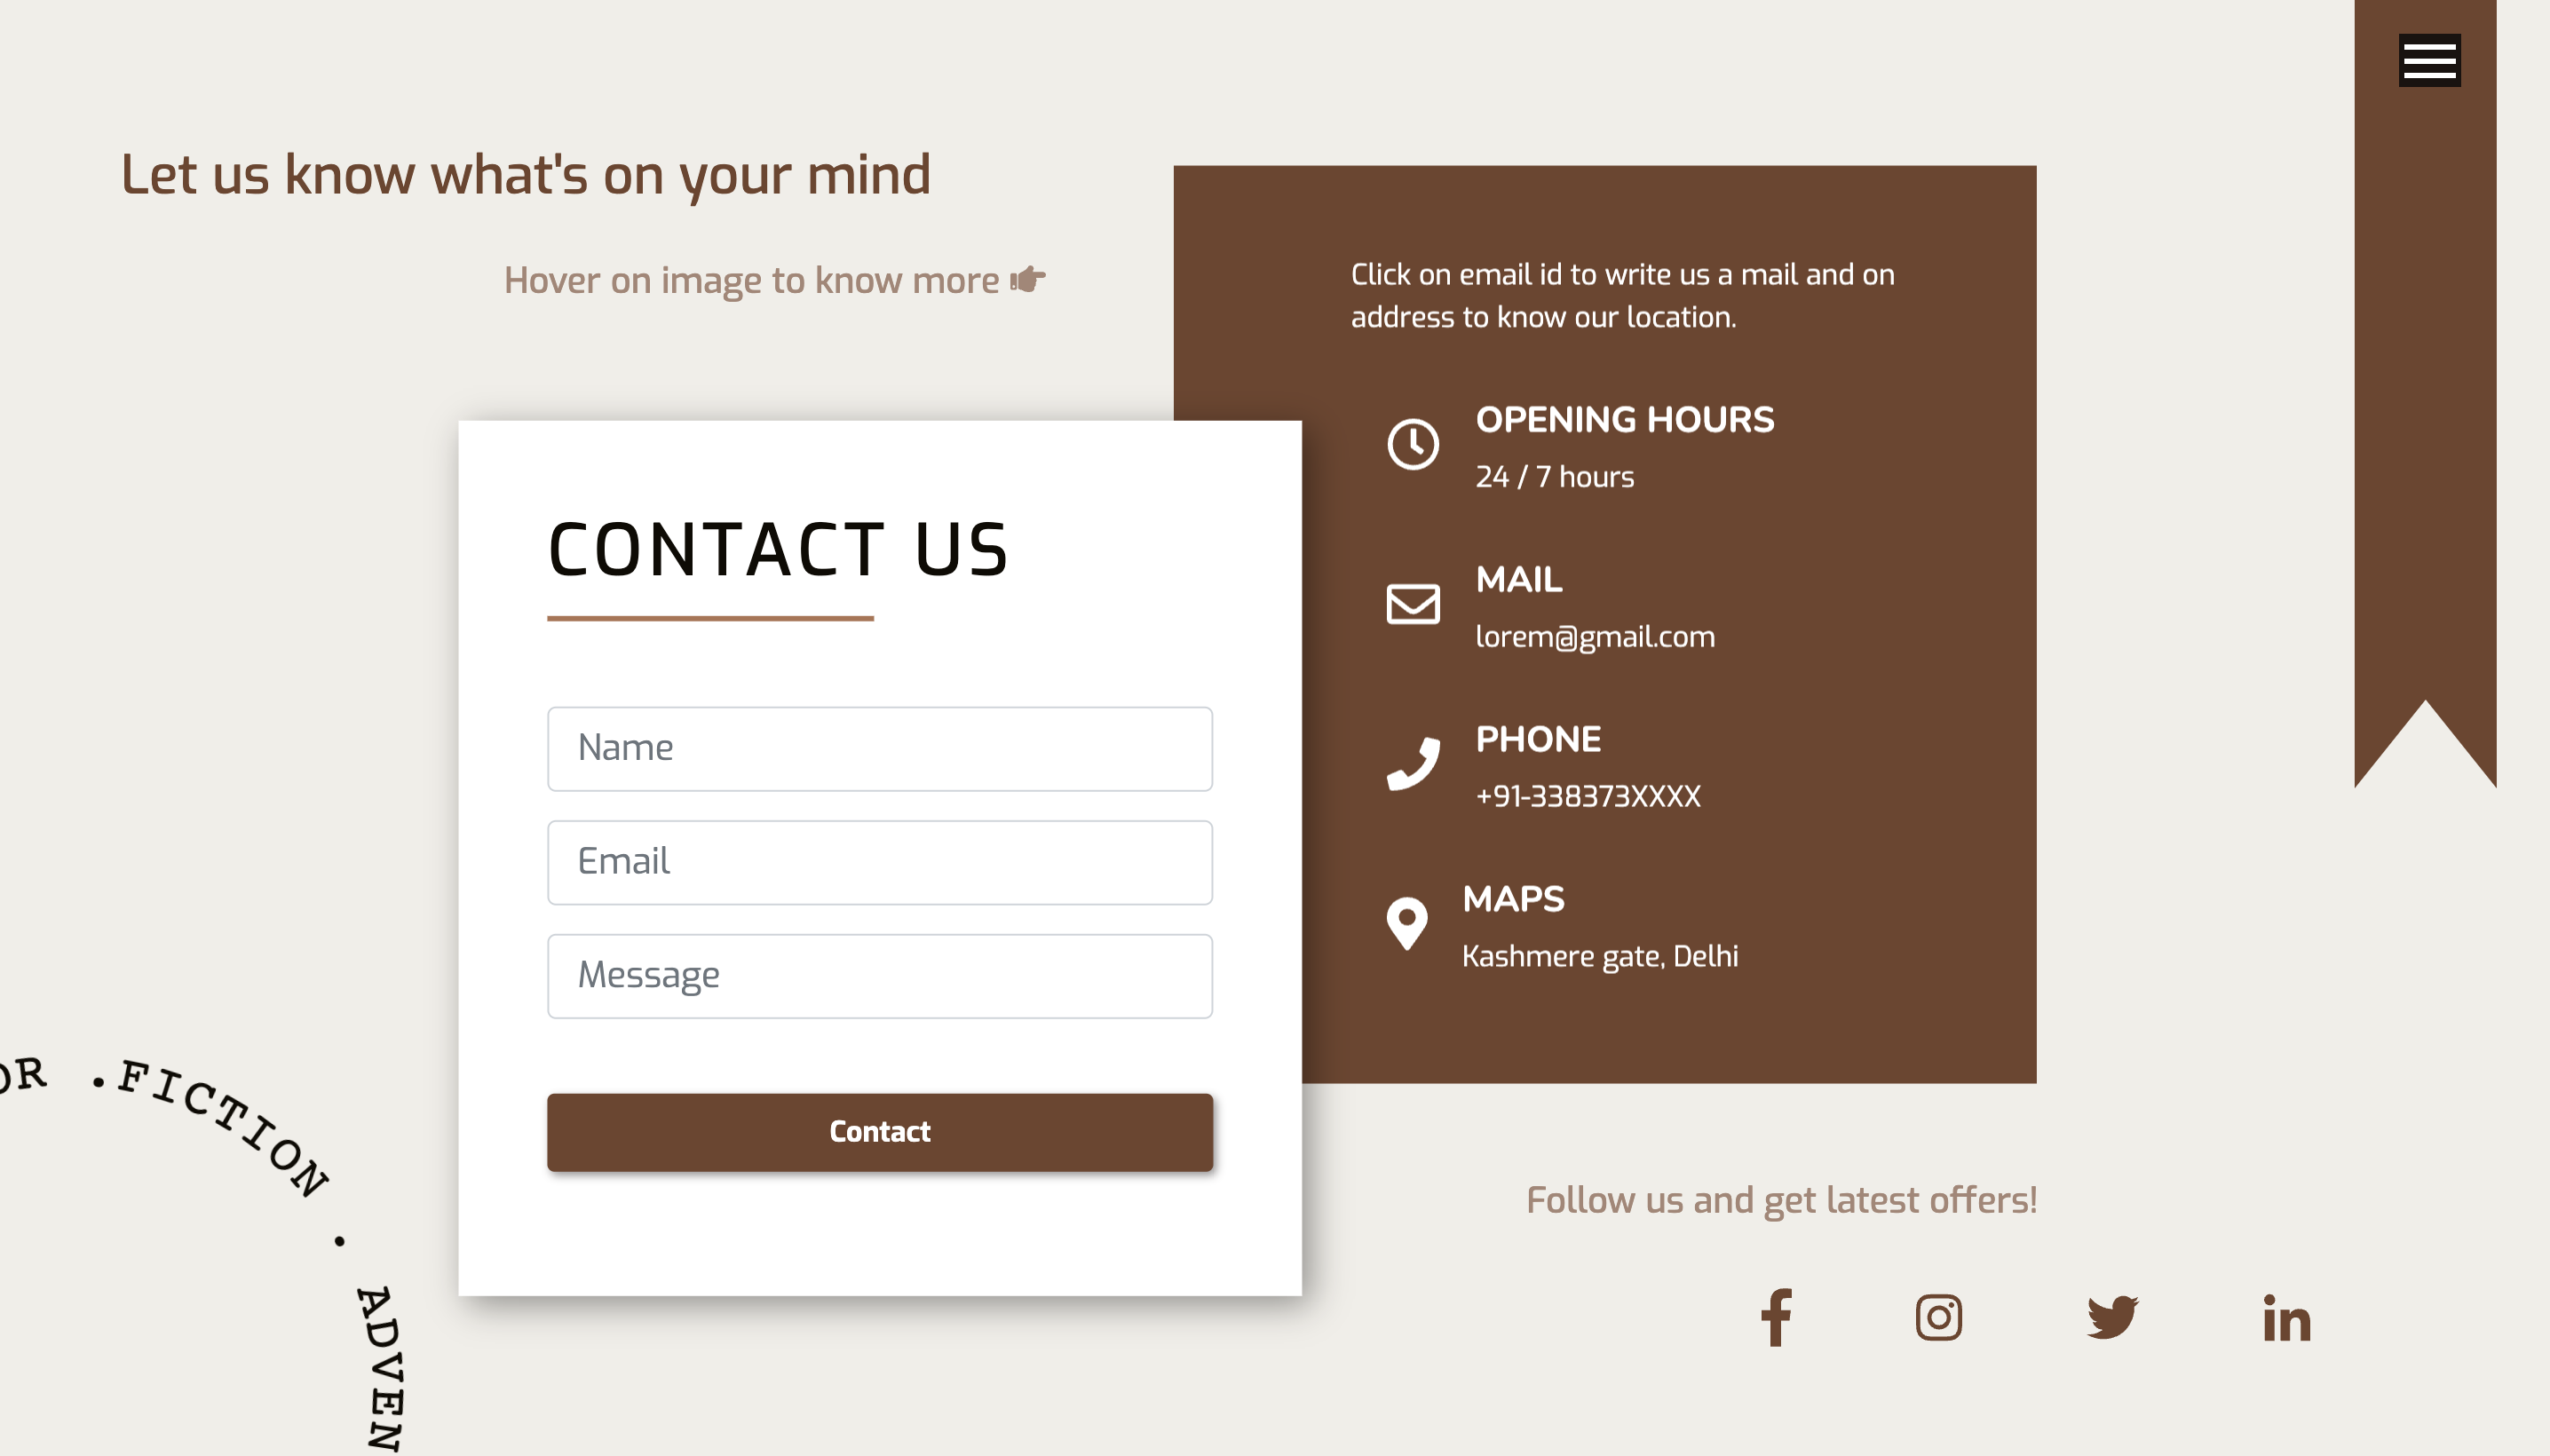 Let us know what's on your mind
Hover on image to know more
Click on email id to write us a mail and on
address to know our location.
OPENING HOURS
24 / 7 hours
MAIL
lorem@gmail.com
PHONE
+91-338373XXXX
MAPS
Kashmere gate, Delhi
CONTACT US
Name
Email
Message
Contact
.FICTION .
Follow us and get latest offers!